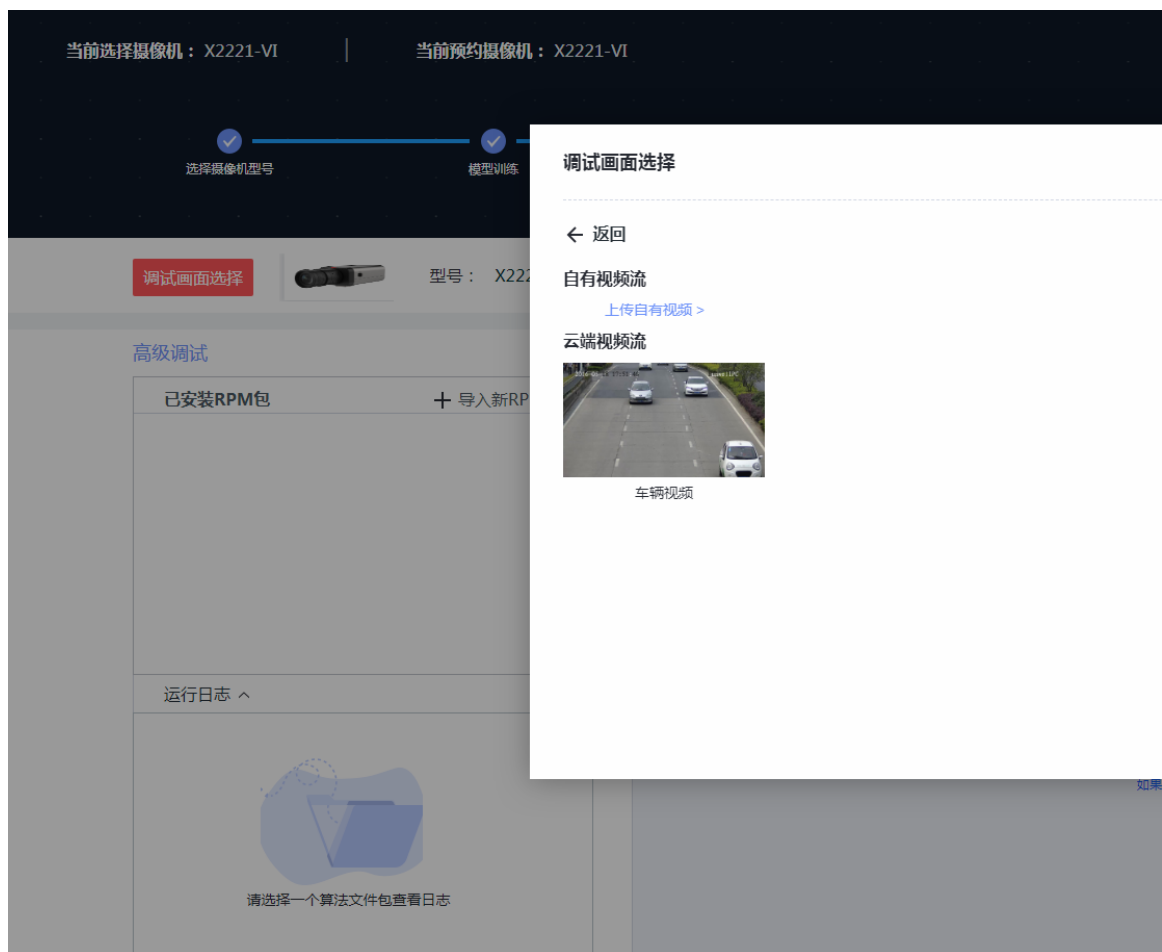 当前选择摄像机： X2221-VI
当前预约摄像机： X2221-VI
选择摄像机型号
模型训练
调试画面选择
型号： X222
高级调试
已安装RPM包
导入新RP
运行日志
请选择一个算法文件包查看日志
调试画面选择
返回
自有视频流
上传自有视频 >
云端视频流
车辆视频
如果